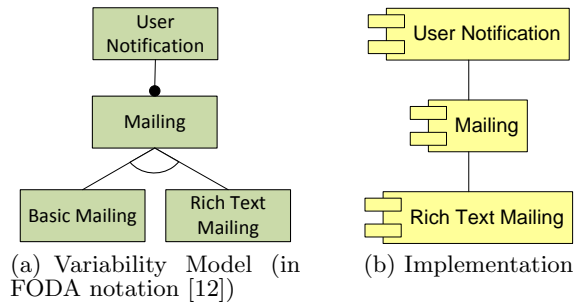 User
Notification
Mailing
Basic Mailing
Rich Text
Mailing
(a) Variability Model (in
FODA notation [12])
User Notification
Mailing
Rich Text Mailing
(b) Implementation